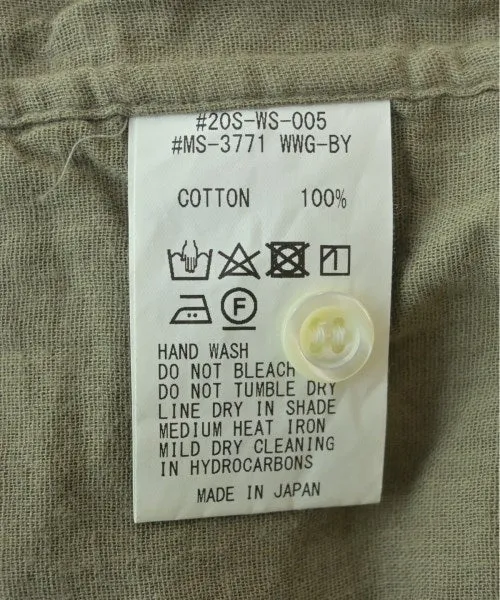 #20S-WS-005
#MS-3771 WWG-BY
COTTON 100%
F
HAND WASH
DO NOT BLEACH
DO NOT TUMBLE DRY
LINE DRY IN SHADE
MEDIUM HEAT IRON
MILD DRY CLEANING
IN HYDROCARBONS
MADE IN JAPAN